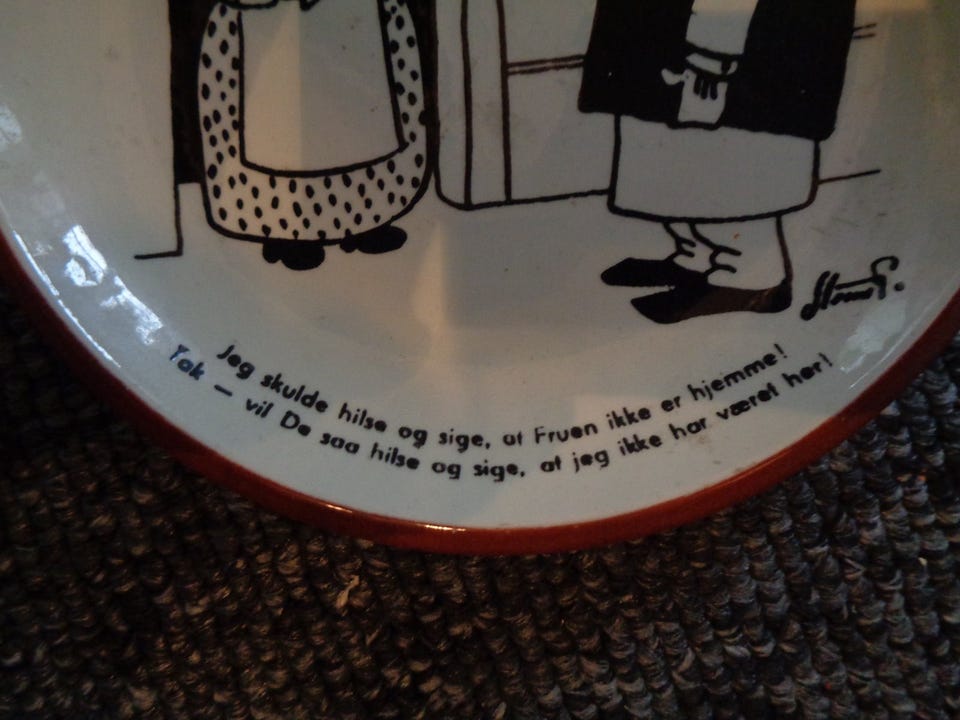 Storm P.
Jeg skulde hilse og sige, at Fruen ikke er hjemme!
Tak — vil De saa hilse og sige, at jeg ikke har været her!